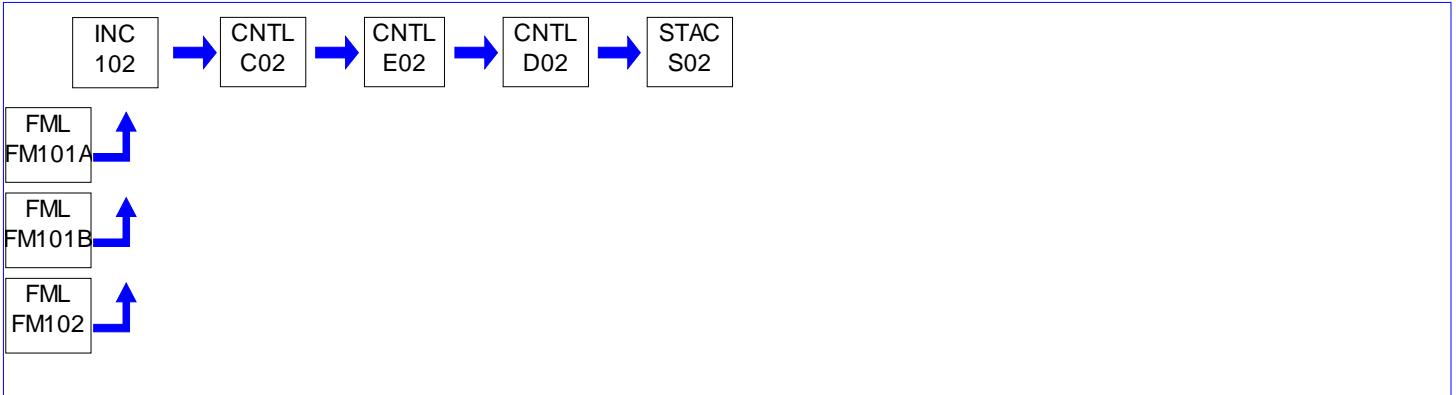 INC
102
CNTL
C02
CNTL
E02
CNTL
D02
STAC
S02
FML
FM101A
FML
FM101B
FML
FM102